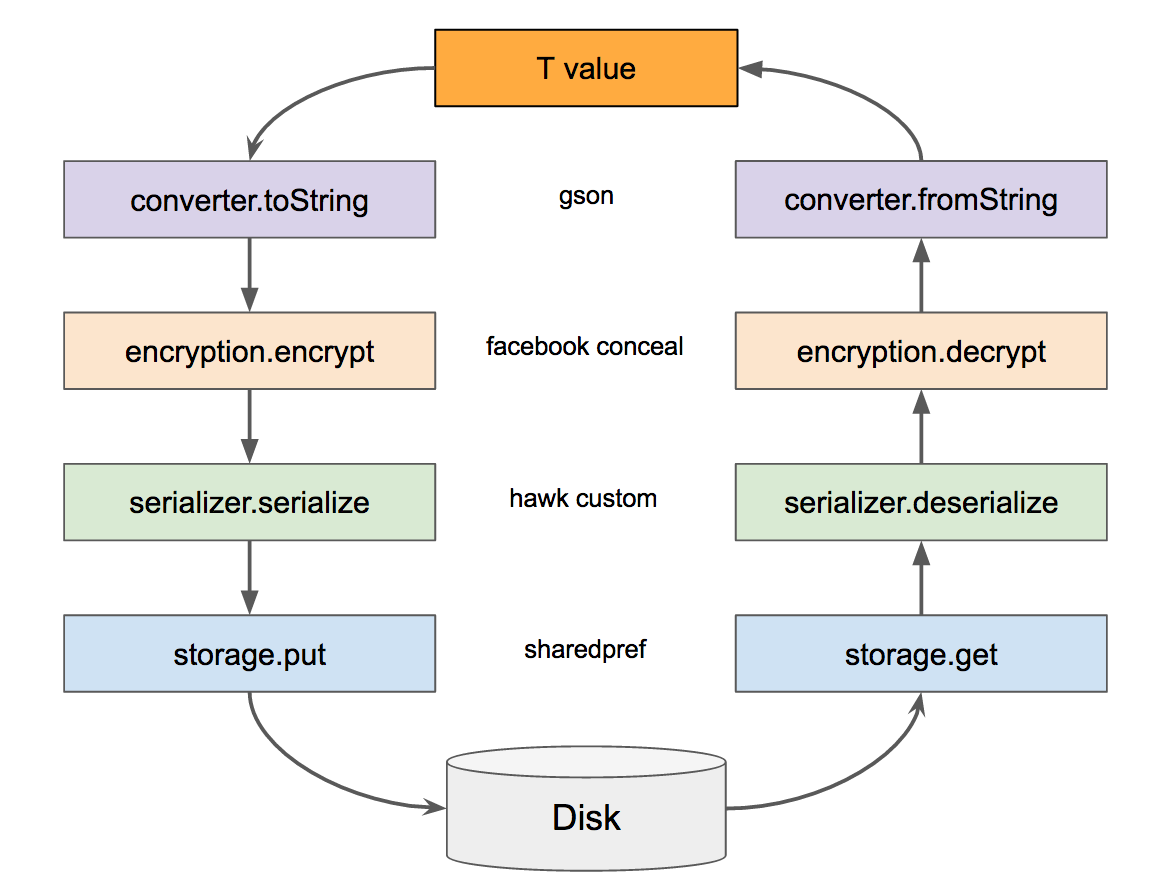 T value
converter.toString
gson
converter.fromString
encryption.encrypt
facebook conceal
encryption.decrypt
serializer.serialize
hawk custom
serializer.deserialize
storage.put
sharedpref
storage.get
Disk